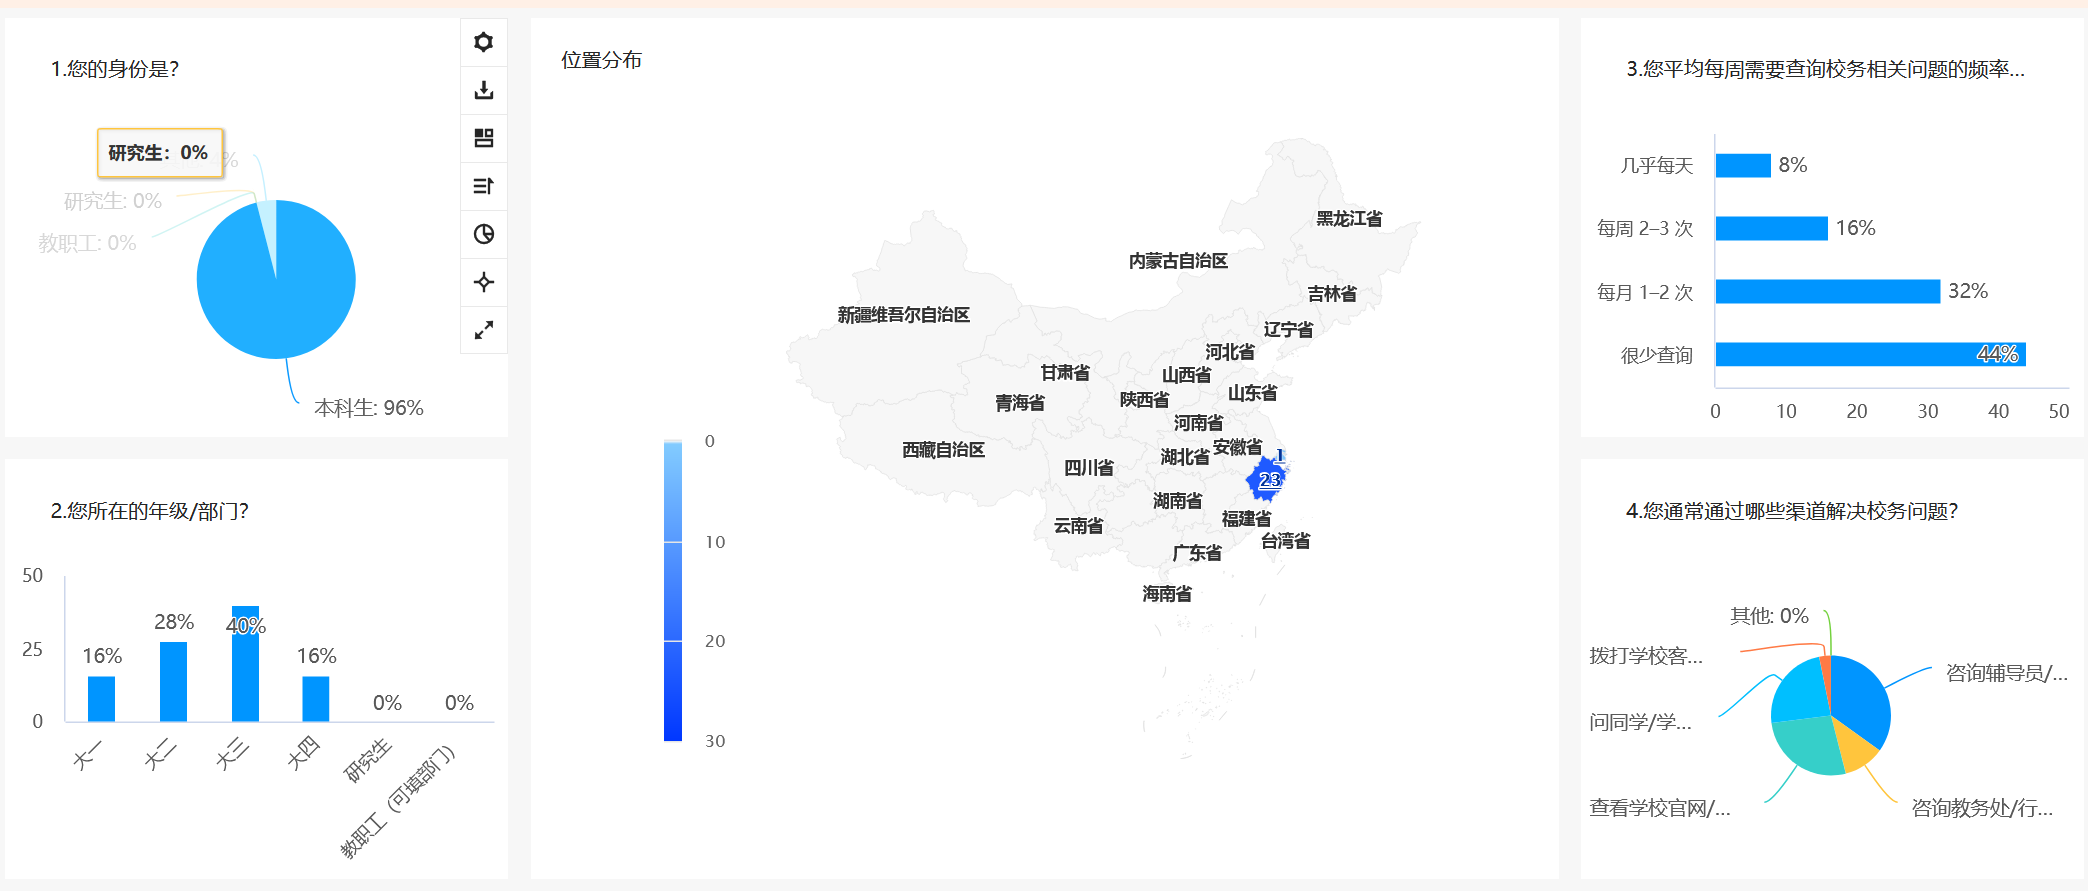 1.您的身份是?
研究生：0%
4%
研究生: 0%
教职工: 0%
本科生: 96%
2.您所在的年级/部门?
50
25
0
16%
28%
40%
16%
0%
0%
大一
大二
大三
大四
研究生
教职工（可填部门）
位置分布
黑龙江省
内蒙古自治区
吉林省
新疆维吾尔自治区
辽宁省
河北省
甘肃省
山西省
山东省
青海省
陕西省
河南省
西藏自治区
安徽省
湖北省
四川省
1
23
湖南省
云南省
福建省
台湾省
广东省
海南省
0
10
20
30
3.您平均每周需要查询校务相关问题的频率...
几乎每天
8%
每周 2–3 次
16%
每月 1–2 次
32%
很少查询
44%
0
10
20
30
40
50
4.您通常通过哪些渠道解决校务问题?
其他: 0%
拨打学校客...
咨询辅导员/...
问同学/学...
查看学校官网/...
咨询教务处/行...